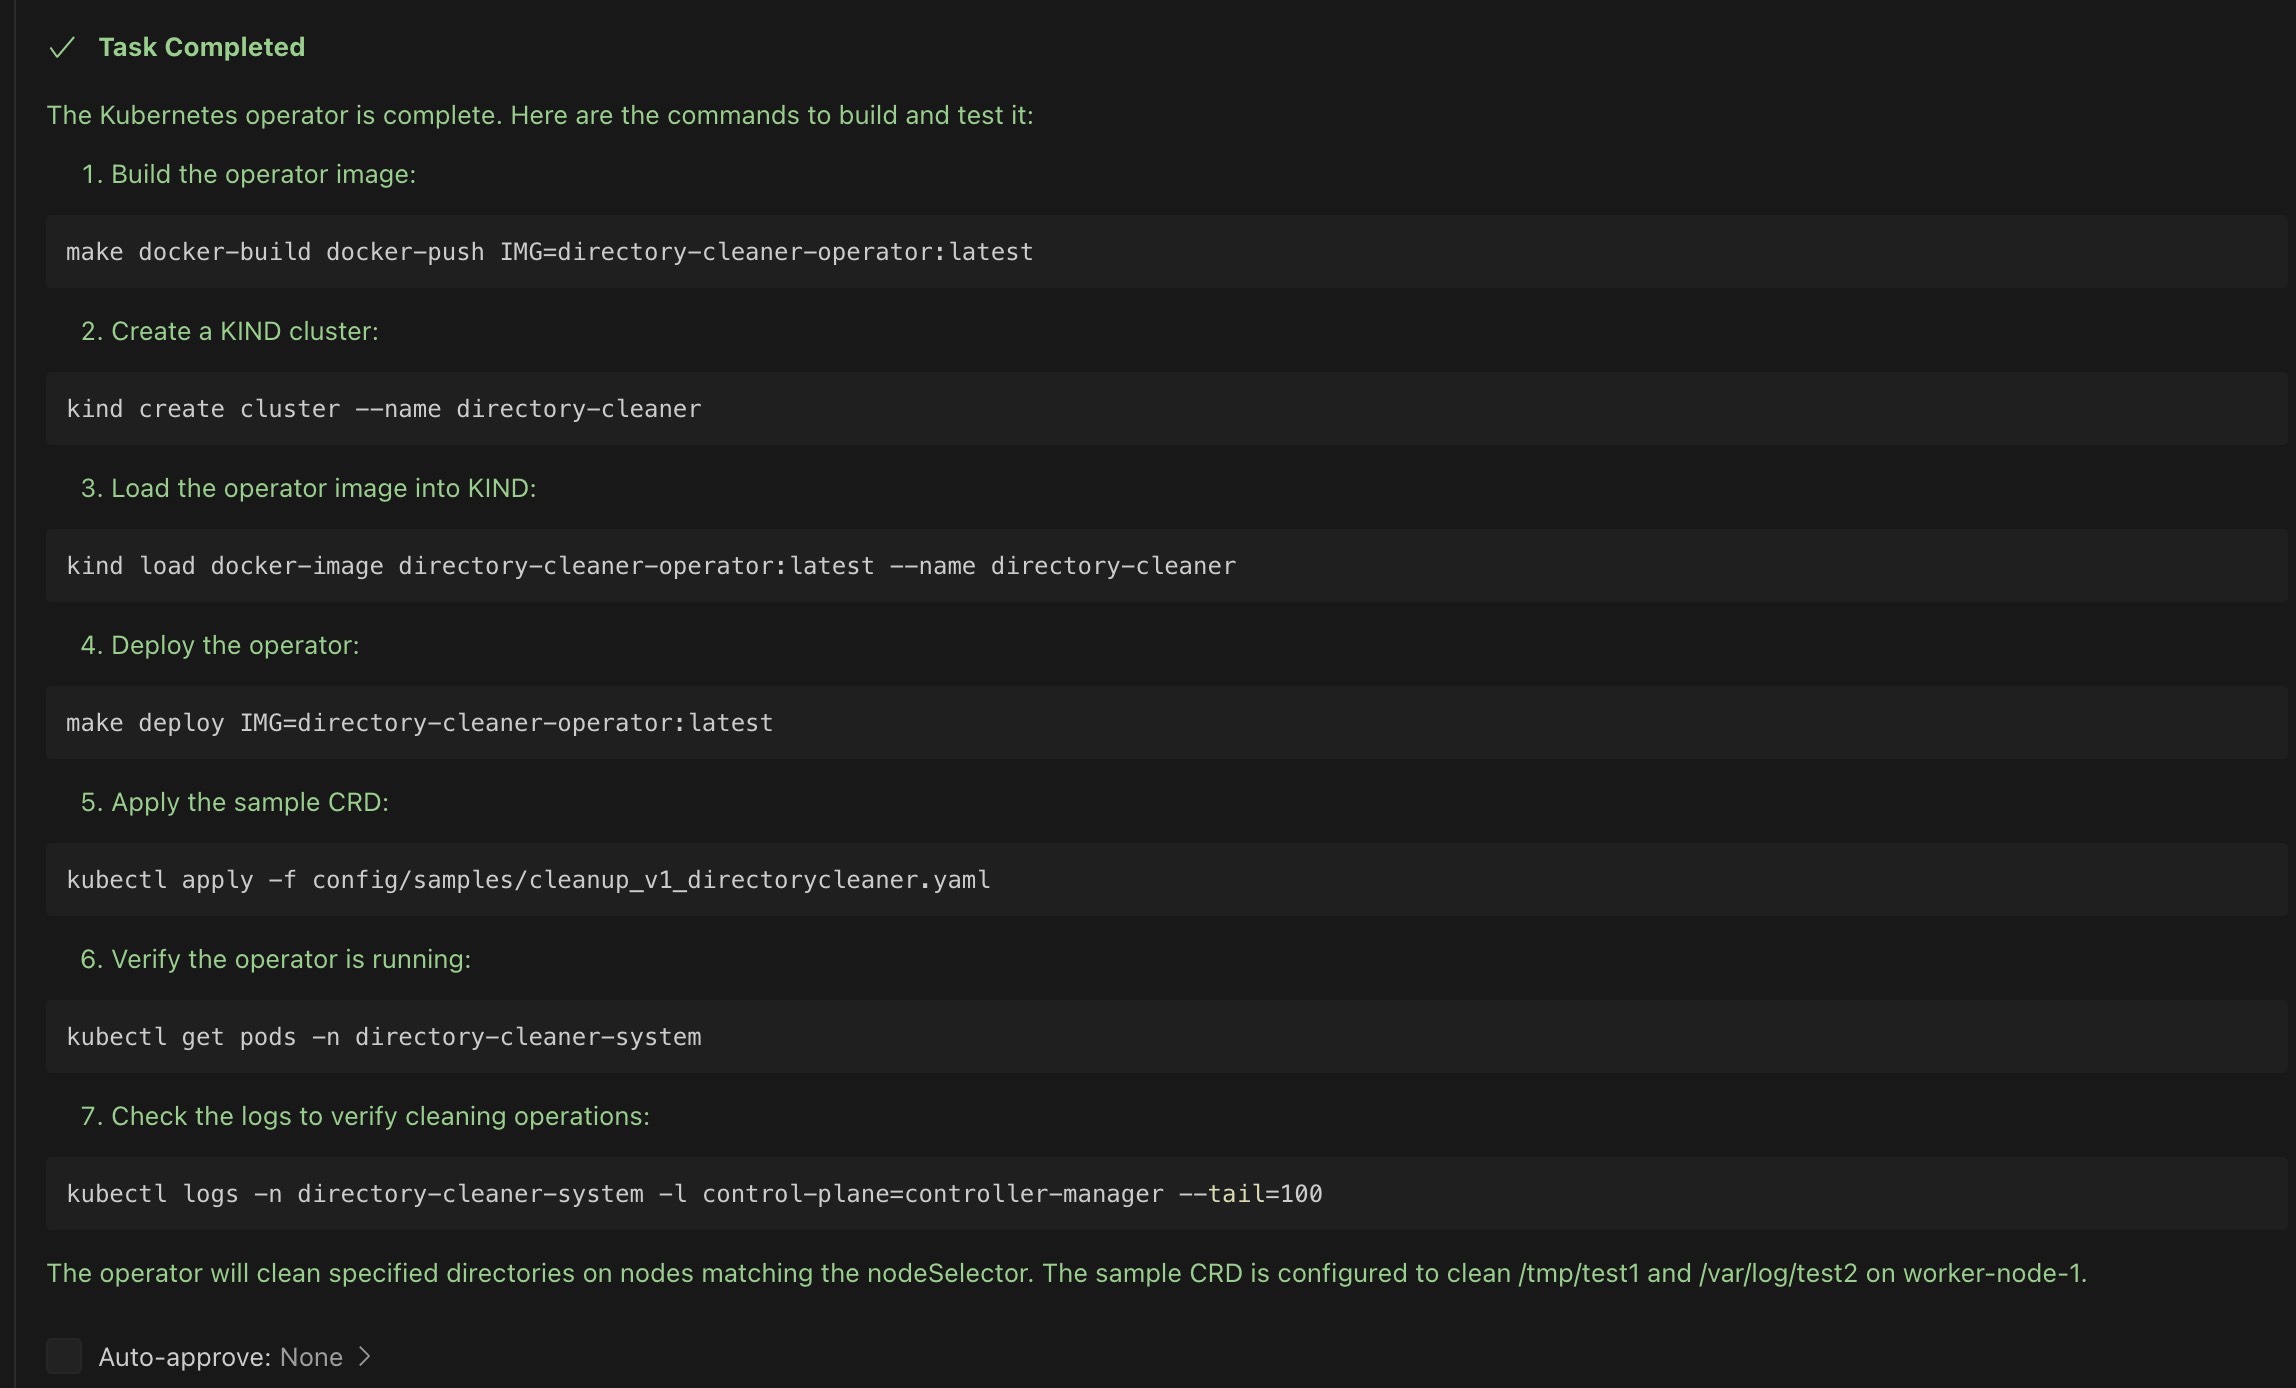 Task Completed
The Kubernetes operator is complete. Here are the commands to build and test it:
1. Build the operator image:
make docker-build docker-push IMG=directory-cleaner-operator:latest
2. Create a KIND cluster:
kind create cluster --name directory-cleaner
3. Load the operator image into KIND:
kind load docker-image directory-cleaner-operator:latest --name directory-cleaner
4. Deploy the operator:
make deploy IMG=directory-cleaner-operator:latest
5. Apply the sample CRD:
kubectl apply -f config/samples/cleanup_v1_directorycleaner.yaml
6. Verify the operator is running:
kubectl get pods -n directory-cleaner-system
7. Check the logs to verify cleaning operations:
kubectl logs -n directory-cleaner-system -l control-plane=controller-manager --tail=100
The operator will clean specified directories on nodes matching the nodeSelector. The sample CRD is configured to clean /tmp/test1 and /var/log/test2 on worker-node-1.
Auto-approve: None